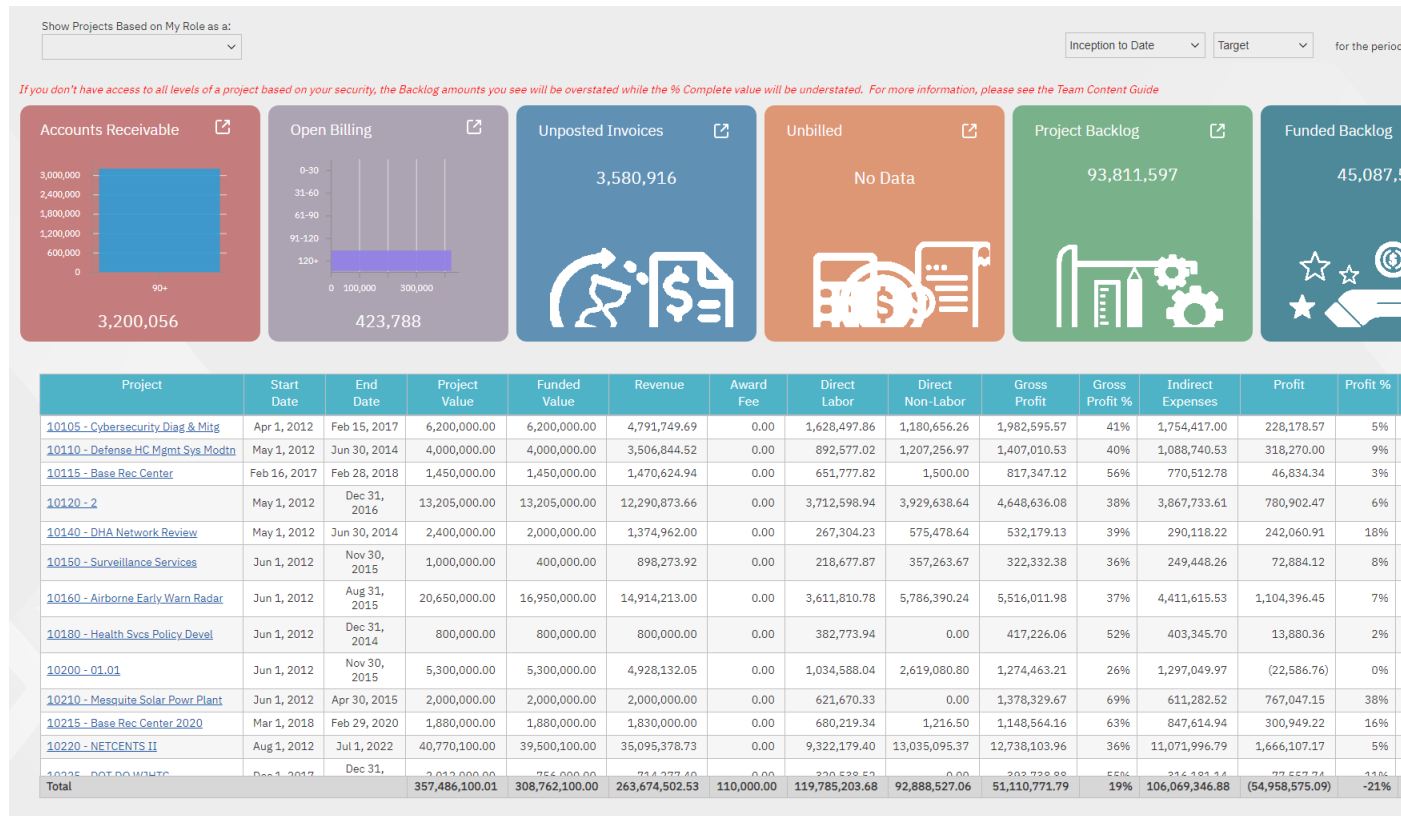 Show Projects Based on My Role as a:
Inception to Date Target for the period
If you don't have access to all levels of a project based on your security, the Backlog amounts you see will be overstated while the % Complete value will be understated. For more information, please see the Team Content Guide
Accounts Receivable
3,000,000
2,400,000
1,800,000
1,200,000
600,000
0
90+
3,200,056
Open Billing
0-30
31-60
61-90
91-120
120+
0 100,000 300,000
423,788
Unposted Invoices
3,580,916
Unbilled
No Data
Project Backlog
93,811,597
Funded Backlog
Project Start Date End Date Project Value Funded Value Revenue Award Fee Direct Labor Direct Non-Labor Gross Profit Gross Profit % Indirect Expenses Profit Profit %
10105 - Cybersecurity Diag & Mitg Apr 1, 2012 Feb 15, 2017 6,200,000.00 6,200,000.00 4,791,749.69 0.00 1,628,497.86 1,180,656.26 1,982,595.57 41% 1,754,417.00 228,178.57 5%
10110 - Defense HC Mgmt Sys Modtn May 1, 2012 Jun 30, 2014 4,000,000.00 4,000,000.00 3,506,844.52 0.00 892,577.02 1,207,256.97 1,407,010.53 40% 1,088,740.53 318,270.00 9%
10115 - Base Rec Center Feb 16, 2017 Feb 28, 2018 1,450,000.00 1,450,000.00 1,470,624.94 0.00 651,777.82 1,500.00 817,347.12 56% 770,512.78 46,834.34 3%
10120 - 2 May 1, 2012 Dec 31, 2016 13,205,000.00 13,205,000.00 12,290,873.66 0.00 3,712,598.94 3,929,638.64 4,648,636.08 38% 3,867,733.61 780,902.47 6%
10140 - DHA Network Review May 1, 2012 Jun 30, 2014 2,400,000.00 2,000,000.00 1,374,962.00 0.00 267,304.23 575,478.64 532,179.13 39% 290,118.22 242,060.91 18%
10150 - Surveillance Services Jun 1, 2012 Nov 30, 2015 1,000,000.00 400,000.00 898,273.92 0.00 218,677.87 357,263.67 322,332.38 36% 249,448.26 72,884.12 8%
10160 - Airborne Early Warn Radar Jun 1, 2012 Aug 31, 2015 20,650,000.00 16,950,000.00 14,914,213.00 0.00 3,611,810.78 5,786,390.24 5,516,011.98 37% 4,411,615.53 1,104,396.45 7%
10180 - Health Svcs Policy Devel Jun 1, 2012 Dec 31, 2014 800,000.00 800,000.00 800,000.00 0.00 382,773.94 0.00 417,226.06 52% 403,345.70 13,880.36 2%
10200 - 01.01 Jun 1, 2012 Nov 30, 2015 5,300,000.00 5,300,000.00 4,928,132.05 0.00 1,034,588.04 2,619,080.80 1,274,463.21 26% 1,297,049.97 (22,586.76) 0%
10210 - Mesquite Solar Powr Plant Jun 1, 2012 Apr 30, 2015 2,000,000.00 2,000,000.00 2,000,000.00 0.00 621,670.33 0.00 1,378,329.67 69% 611,282.52 767,047.15 38%
10215 - Base Rec Center 2020 Mar 1, 2018 Feb 29, 2020 1,880,000.00 1,880,000.00 1,830,000.00 0.00 680,219.34 1,216.50 1,148,564.16 63% 847,614.94 300,949.22 16%
10220 - NETCENTS II Aug 1, 2012 Jul 1, 2022 40,770,100.00 39,500,100.00 35,095,378.73 0.00 9,322,179.40 13,035,095.37 12,738,103.96 36% 11,071,996.79 1,666,107.17 5%
Dec 31,
Total 357,486,100.01 308,762,100.00 263,674,502.53 110,000.00 119,785,203.68 92,888,527.06 51,110,771.79 19% 106,069,346.88 (54,958,575.09) -21%